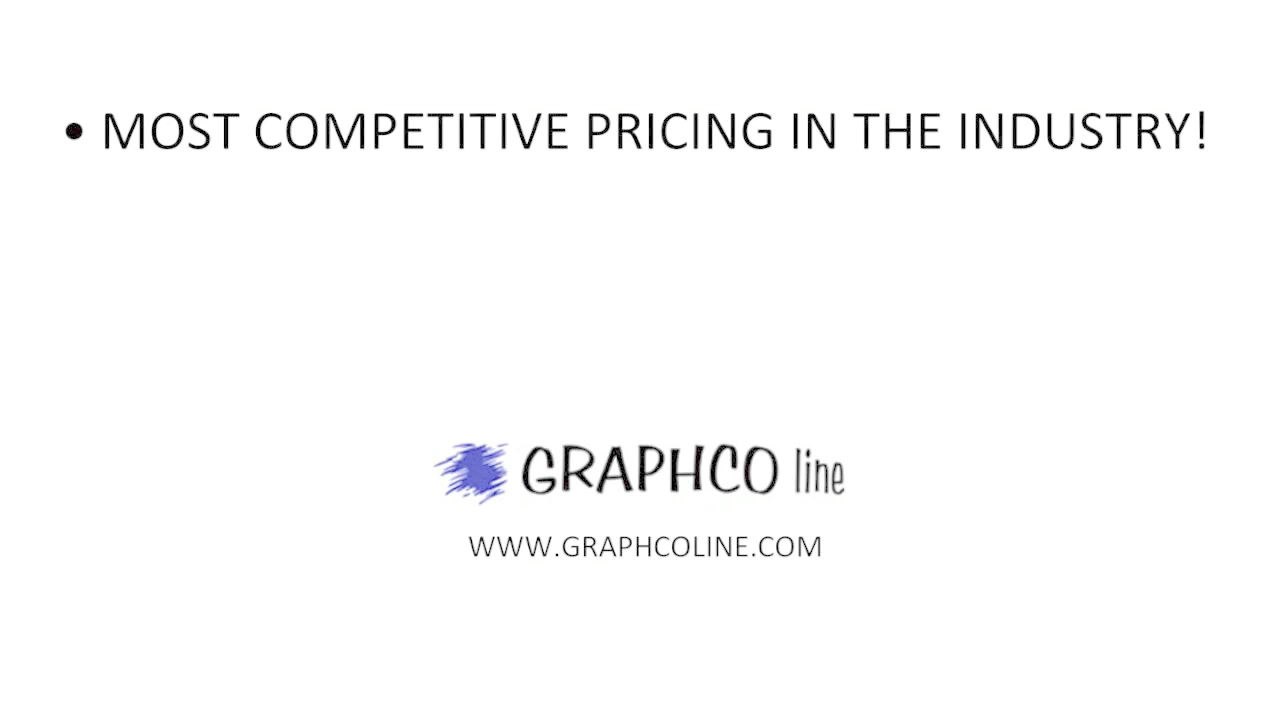 • MOST COMPETITIVE PRICING IN THE INDUSTRY!
GRAPHCO line
WWW.GRAPHCOLINE.COM